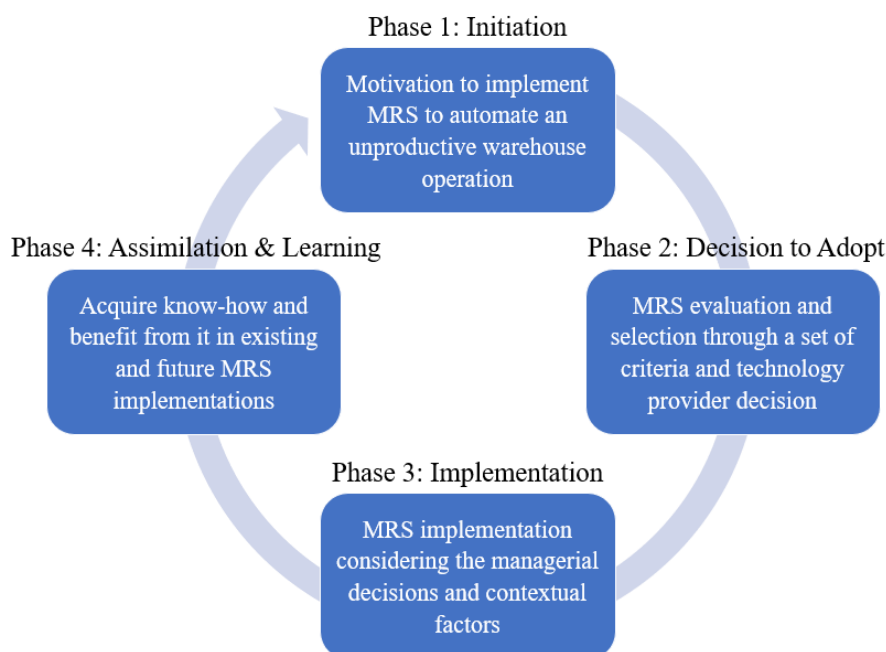 Phase 1: Initiation
Motivation to implement
MRS to automate an
unproductive warehouse
operation
Phase 2: Decision to Adopt
MRS evaluation and
selection through a set of
criteria and technology
provider decision
Phase 3: Implementation
MRS implementation
considering the managerial
decisions and contextual
factors
Phase 4: Assimilation & Learning
Acquire know-how and
benefit from it in existing
and future MRS
implementations